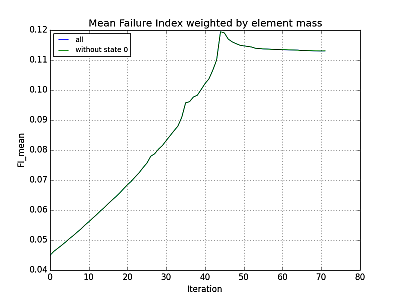 Mean Failure Index weighted by element mass
0.12
0.11
0.10
0.09
0.08
0.07
0.06
0.05
0.04
FI_mean
all
without state 0
0 10 20 30 40 50 60 70 80
Iteration